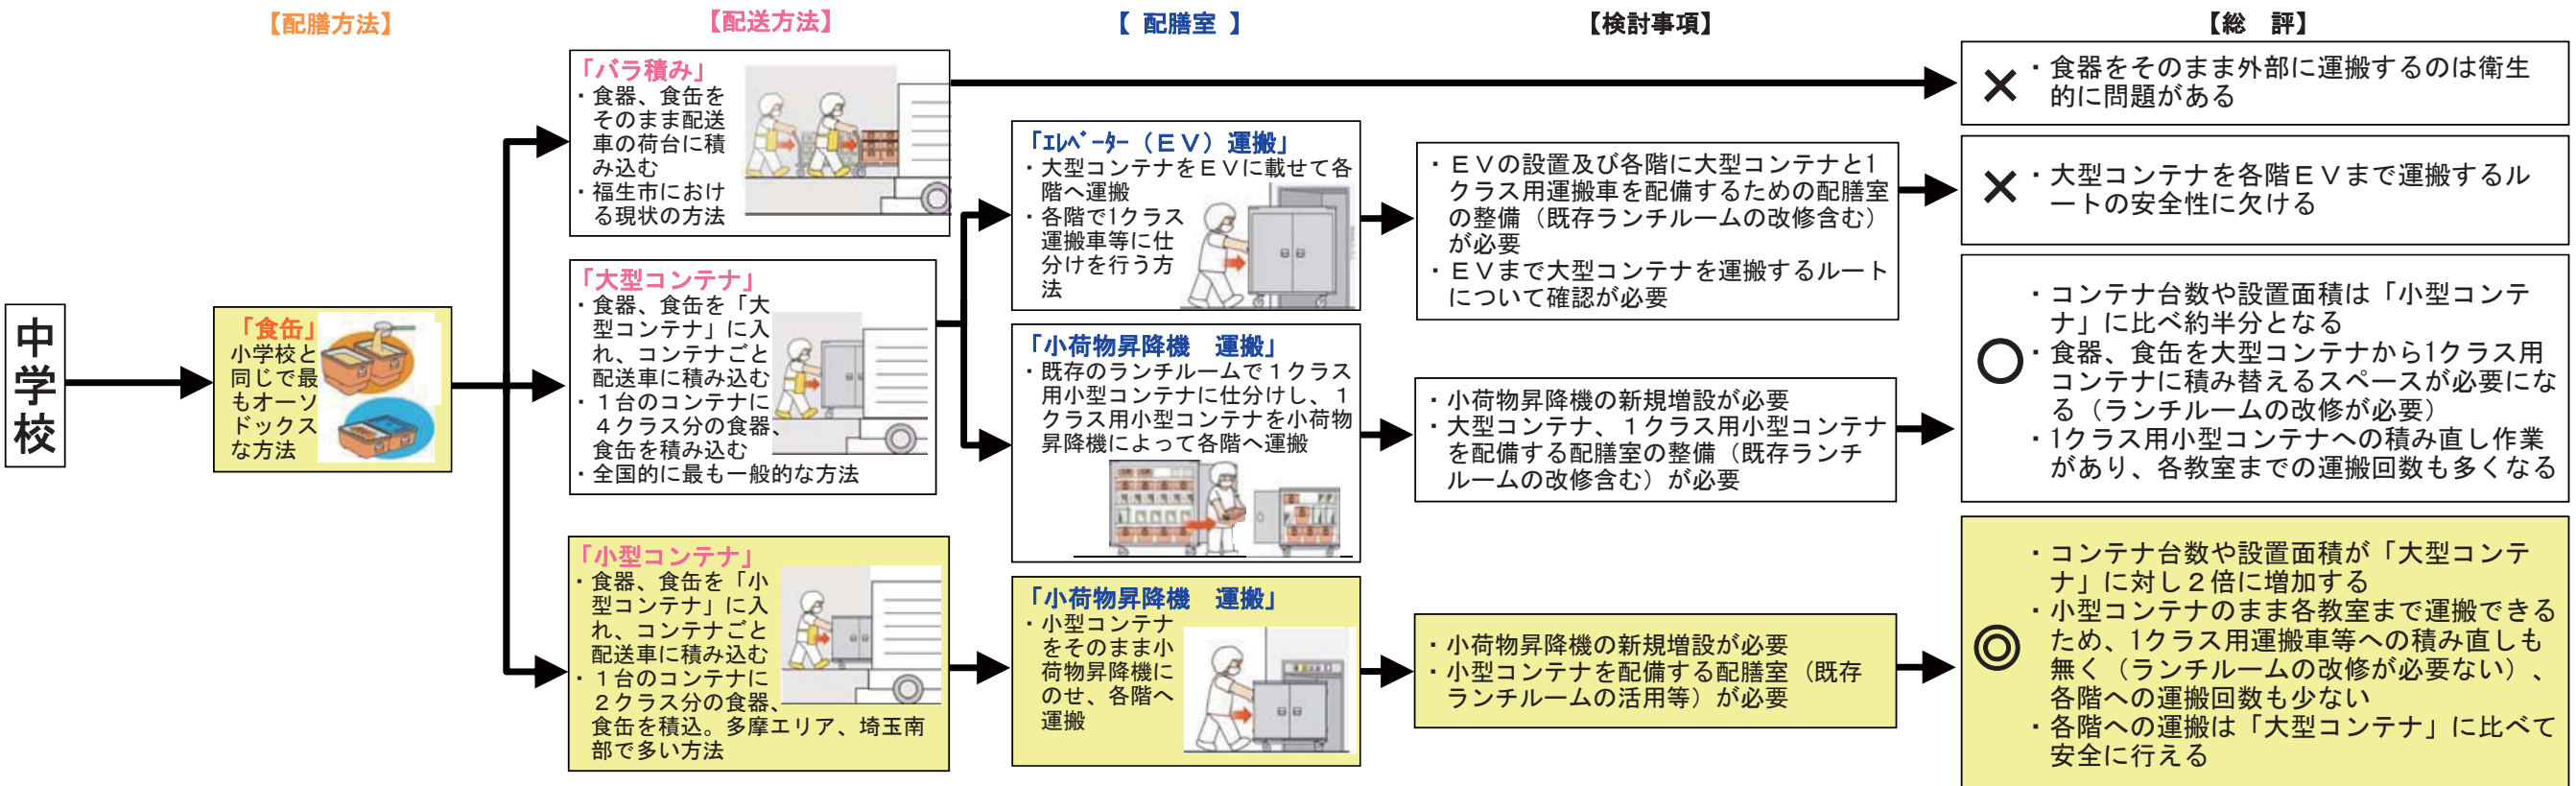 【配膳方法】
【配送方法】
【 配膳室 】
【検討事項】
【総　評】
中学校
「食缶」
小学校と
同じで最
もオーソ
ドックス
な方法
「バラ積み」
・食器、食缶を
そのまま配送
車の荷台に積
み込む
・福生市におけ
る現状の方法
「大型コンテナ」
・食器、食缶を「大
型コンテナ」に入
れ、コンテナごと
配送車に積み込む
・１台のコンテナに
４クラス分の食器、
食缶を積み込む
・全国的に最も一般的な方法
「小型コンテナ」
・食器、食缶を「小
型コンテナ」に入
れ、コンテナごと
配送車に積み込む
・１台のコンテナに
２クラス分の食器、
食缶を積込。多摩エリア、埼玉南
部で多い方法
「ｴﾚﾍﾞｰﾀｰ（ＥＶ）運搬」
・大型コンテナをＥＶに載せて各
階へ運搬
・各階で1クラス
運搬車等に仕
分けを行う方
法
「小荷物昇降機　運搬」
・既存のランチルームで１クラス
用小型コンテナに仕分けし、１
クラス用小型コンテナを小荷物
昇降機によって各階へ運搬
「小荷物昇降機　運搬」
・小型コンテナ
をそのまま小
荷物昇降機に
のせ、各階へ
運搬
・ＥＶの設置及び各階に大型コンテナと1
クラス用運搬車を配備するための配膳室
の整備（既存ランチルームの改修含む）
が必要
・ＥＶまで大型コンテナを運搬するルート
について確認が必要
・小荷物昇降機の新規増設が必要
・大型コンテナ、１クラス用小型コンテナ
を配備する配膳室の整備（既存ランチ
ルームの改修含む）が必要
・小荷物昇降機の新規増設が必要
・小型コンテナを配備する配膳室（既存
ランチルームの活用等）が必要
×
・食器をそのまま外部に運搬するのは衛生
的に問題がある
×
・大型コンテナを各階ＥＶまで運搬するル
ートの安全性に欠ける
○
・コンテナ台数や設置面積は「小型コンテ
ナ」に比べ約半分となる
・食器、食缶を大型コンテナから1クラス用
コンテナに積み替えるスペースが必要にな
る（ランチルームの改修が必要）
・1クラス用小型コンテナへの積み直し作業
があり、各教室までの運搬回数も多くなる
◎
・コンテナ台数や設置面積が「大型コンテ
ナ」に対し２倍に増加する
・小型コンテナのまま各教室まで運搬できる
ため、1クラス用運搬車等への積み直しも
無く（ランチルームの改修が必要ない）、
各階への運搬回数も少ない
・各階への運搬は「大型コンテナ」に比べて
安全に行える